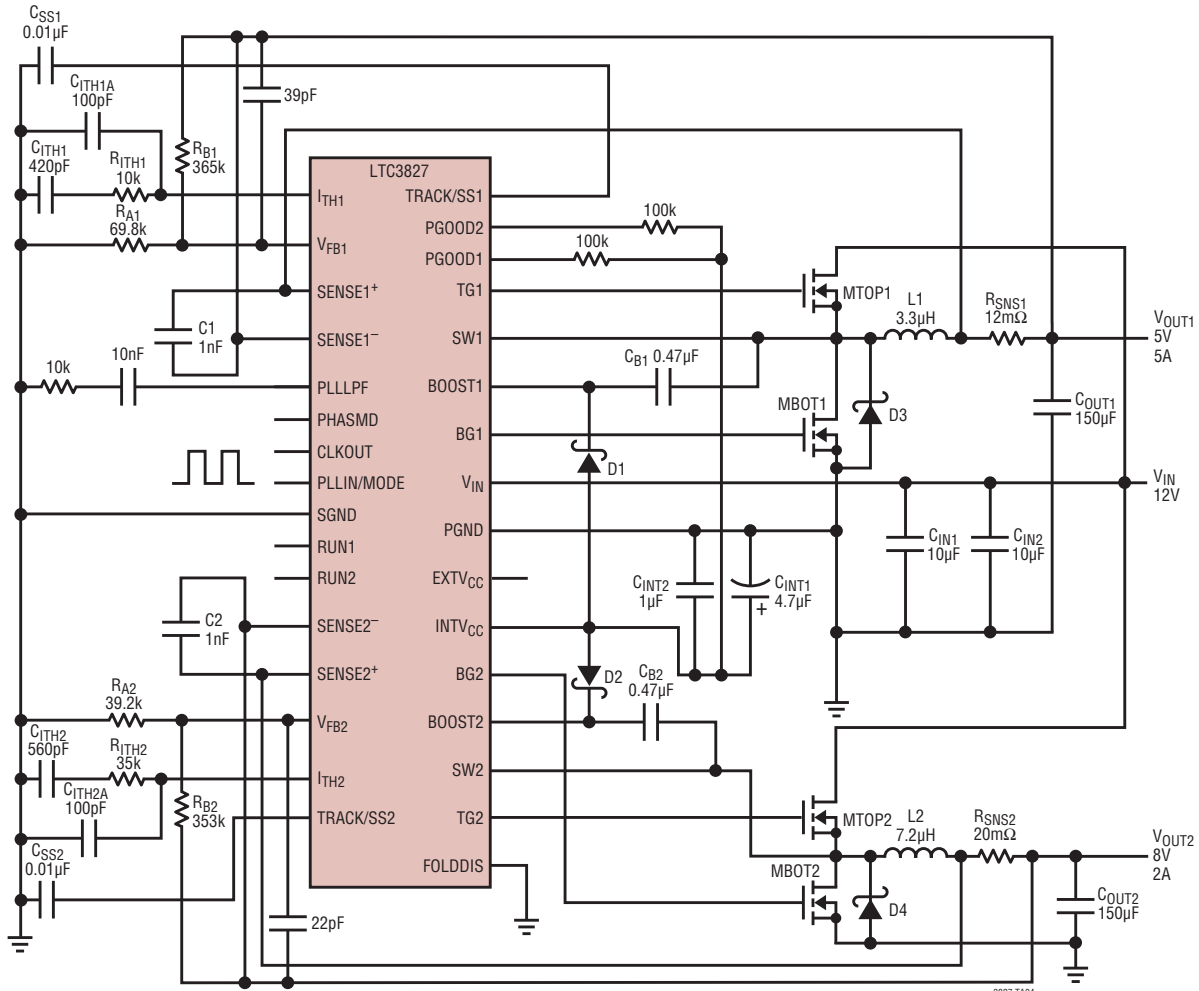 CSS1
0.01µF
CITH1A
100pF
CITH1
420pF
RITH1
10k
RA1
69.8k
RB1
365k
39pF
LTC3827
ITH1
VFB1
SENSE1+
SENSE1–
PLLLPF
PHASMD
CLKOUT
PLLIN/MODE
SGND
RUN1
RUN2
SENSE2–
SENSE2+
VFB2
ITH2
TRACK/SS2
TRACK/SS1
PGOOD2
PGOOD1
TG1
SW1
BOOST1
BG1
VIN
PGND
EXTVCC
INTVCC
BG2
BOOST2
SW2
TG2
FOLDDIS
C1
1nF
10k
10nF
C2
1nF
RA2
39.2k
CITH2
560pF
RITH2
35k
CITH2A
100pF
CSS2
0.01µF
RB2
353k
22pF
100k
100k
CB1 0.47µF
D1
D2
CB2
0.47µF
CINT2
1µF
CINT1
4.7µF
+
MTOP1
MBOT1
D3
L1
3.3µH
RSNS1
12mΩ
VOUT1
5V
5A
COUT1
150µF
VIN
12V
CIN1
10µF
CIN2
10µF
MTOP2
MBOT2
D4
L2
7.2µH
RSNS2
20mΩ
VOUT2
8V
2A
COUT2
150µF